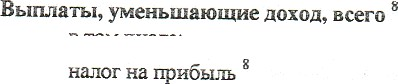 Выплаты, уменьшающие доход, всего 8
налог на прибыль 8